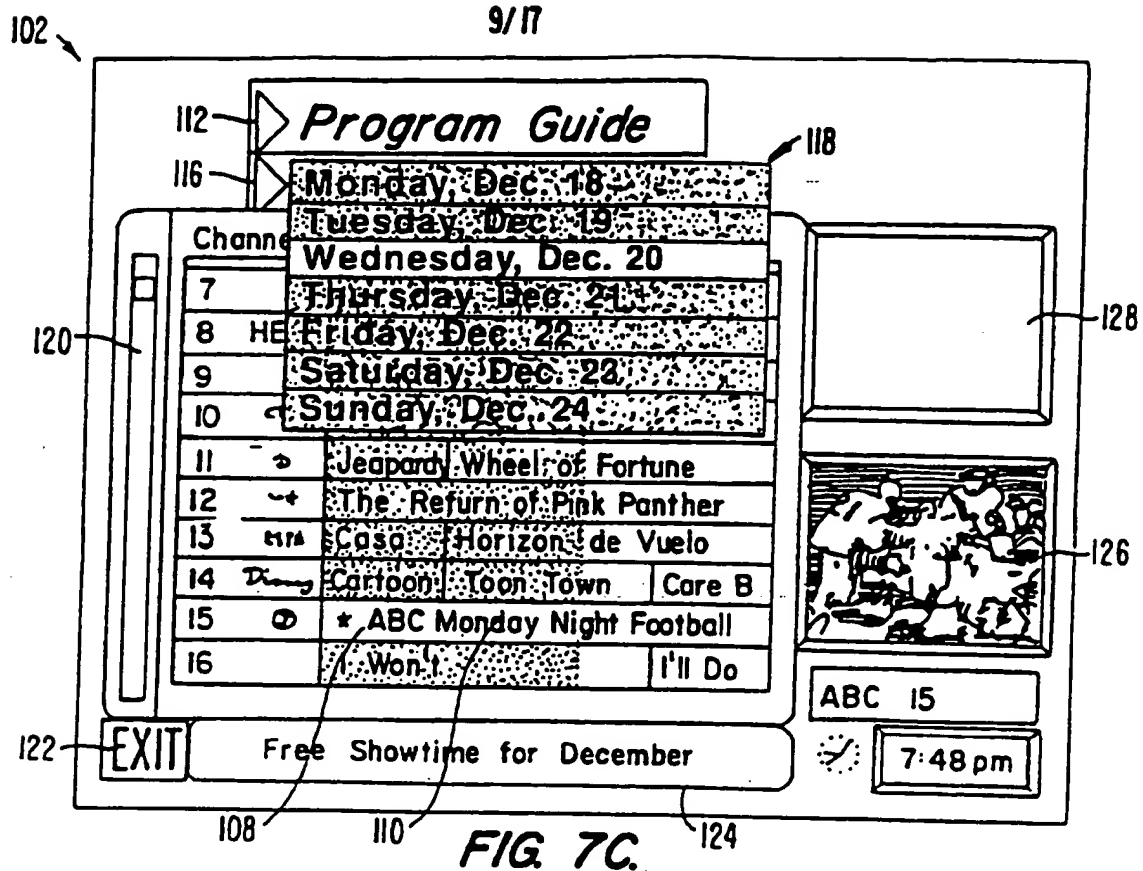 9/17
102
112
Program Guide
118
116
Monday, Dec. 18
Tuesday, Dec. 19
Channe
Wednesday, Dec. 20
7
Thursday, Dec. 21
128
8 HE
Friday, Dec. 22
120
9
Saturday, Dec. 23
10
Sunday, Dec. 24
11 Jeapardy Wheel of Fortune
12 The Return of Pink Panther
13 Casa Horizon de Vuelo
126
14 Disney Cartoon Toon Town Care B
15 * ABC Monday Night Football
16 I Won't I'll Do
ABC 15
122
EXIT
Free Showtime for December
7:48 pm
108
110
124
FIG. 7C.